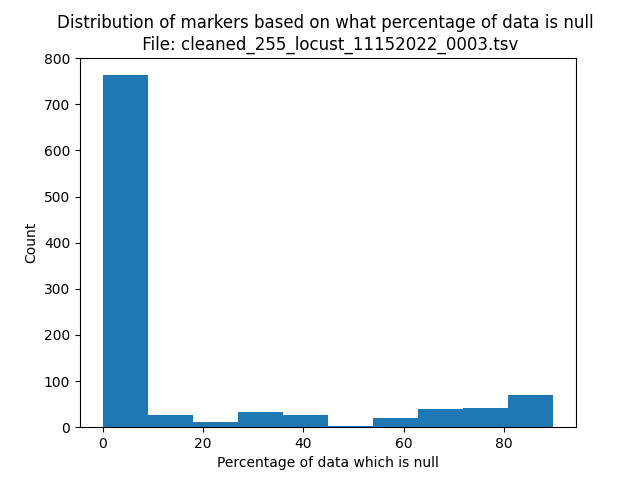 Distribution of markers based on what percentage of data is null
File: cleaned_255_locust_11152022_0003.tsv
800
700
600
500
400
300
200
100
0
Count
0 20 40 60 80
Percentage of data which is null